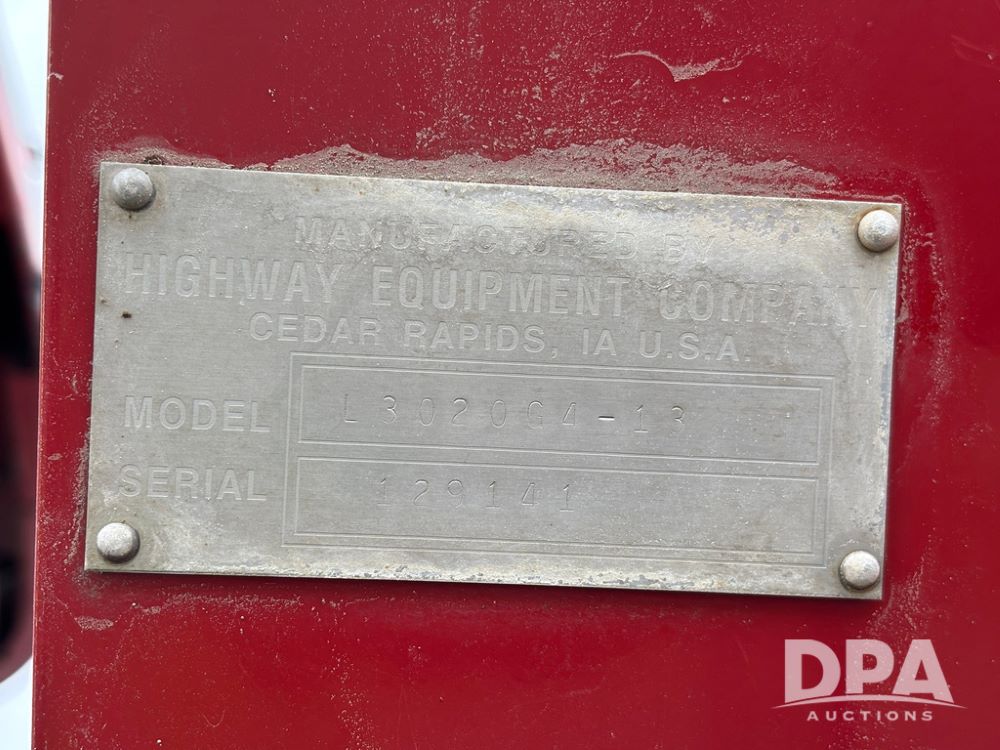 MANUFACTURED BY
HIGHWAY EQUIPMENT COMPANY
CEDAR RAPIDS, IA U.S.A.
MODEL L3020G4-13
SERIAL 129141
DPA
AUCTIONS